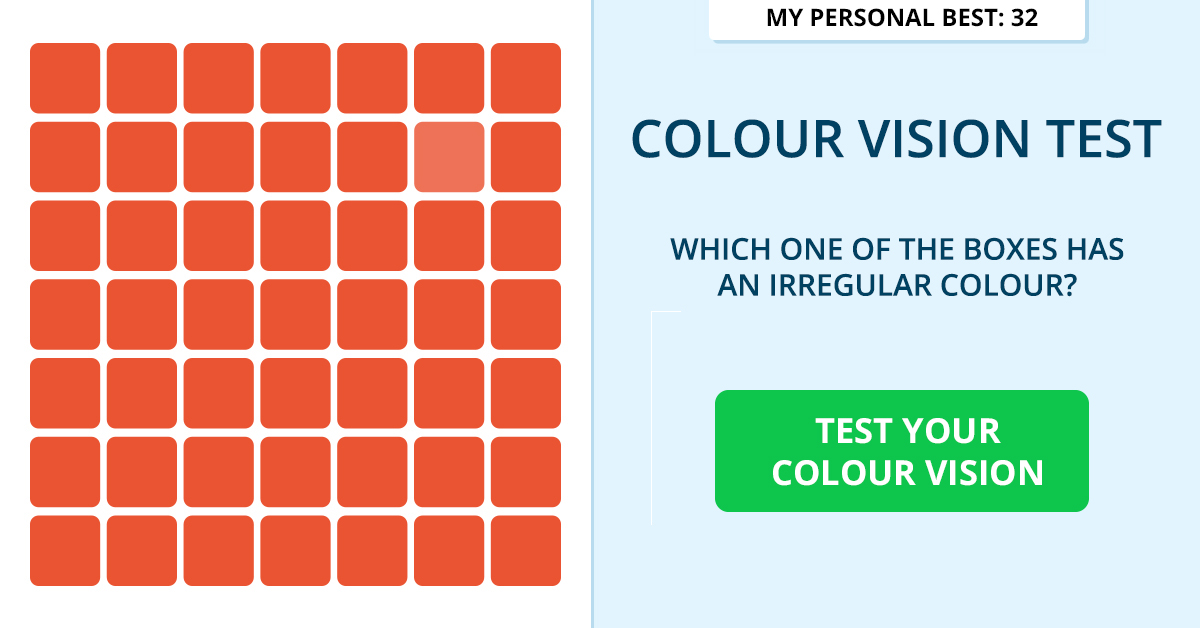 MY PERSONAL BEST: 32
COLOUR VISION TEST
WHICH ONE OF THE BOXES HAS
AN IRREGULAR COLOUR?
TEST YOUR
COLOUR VISION